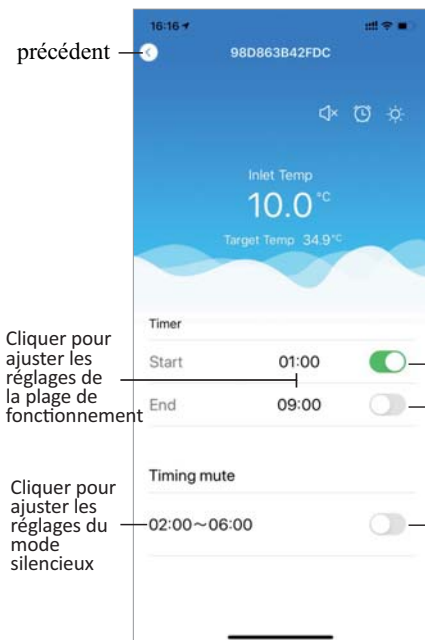 16:16
précédent
98D863B42FDC
Inlet Temp
10.0°C
Target Temp 34.9°C
Timer
Cliquer pour
ajuster les
réglages de
la plage de
fonctionnement
Start 01:00
End 09:00
Timing mute
Cliquer pour
ajuster les
réglages du
mode
silencieux
02:00~06:00